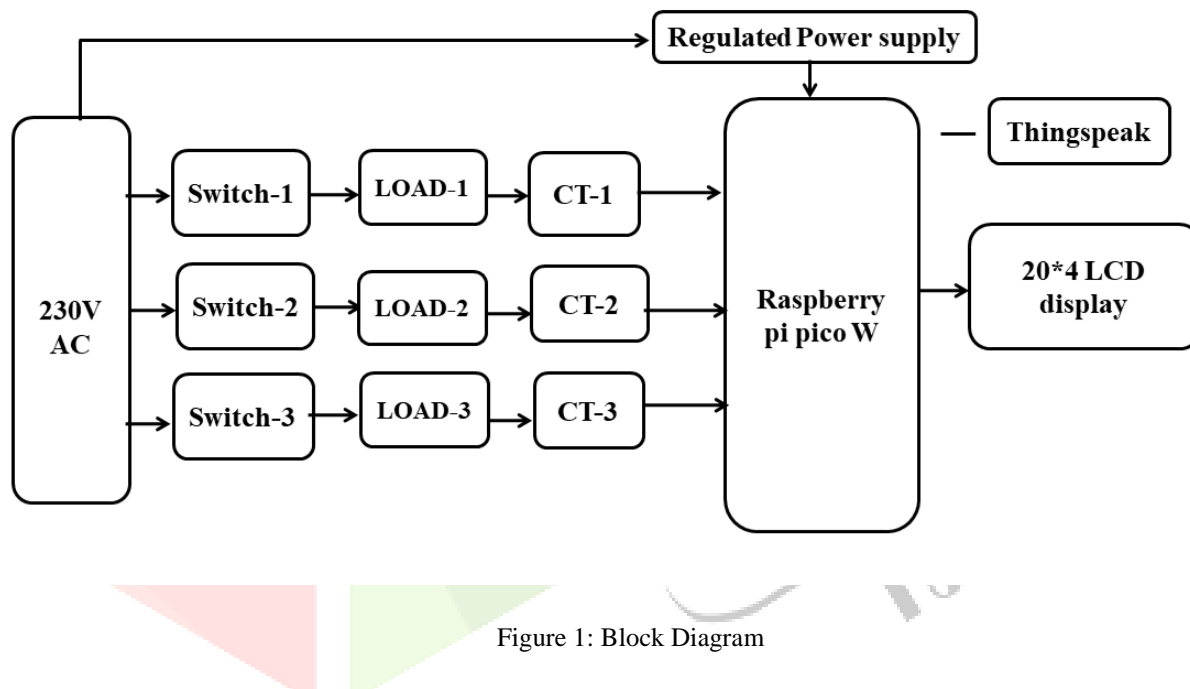 Regulated Power supply
Thingspeak
230V
AC
Switch-1
LOAD-1
CT-1
Switch-2
LOAD-2
CT-2
Switch-3
LOAD-3
CT-3
Raspberry
pi pico W
20*4 LCD
display
Figure 1: Block Diagram